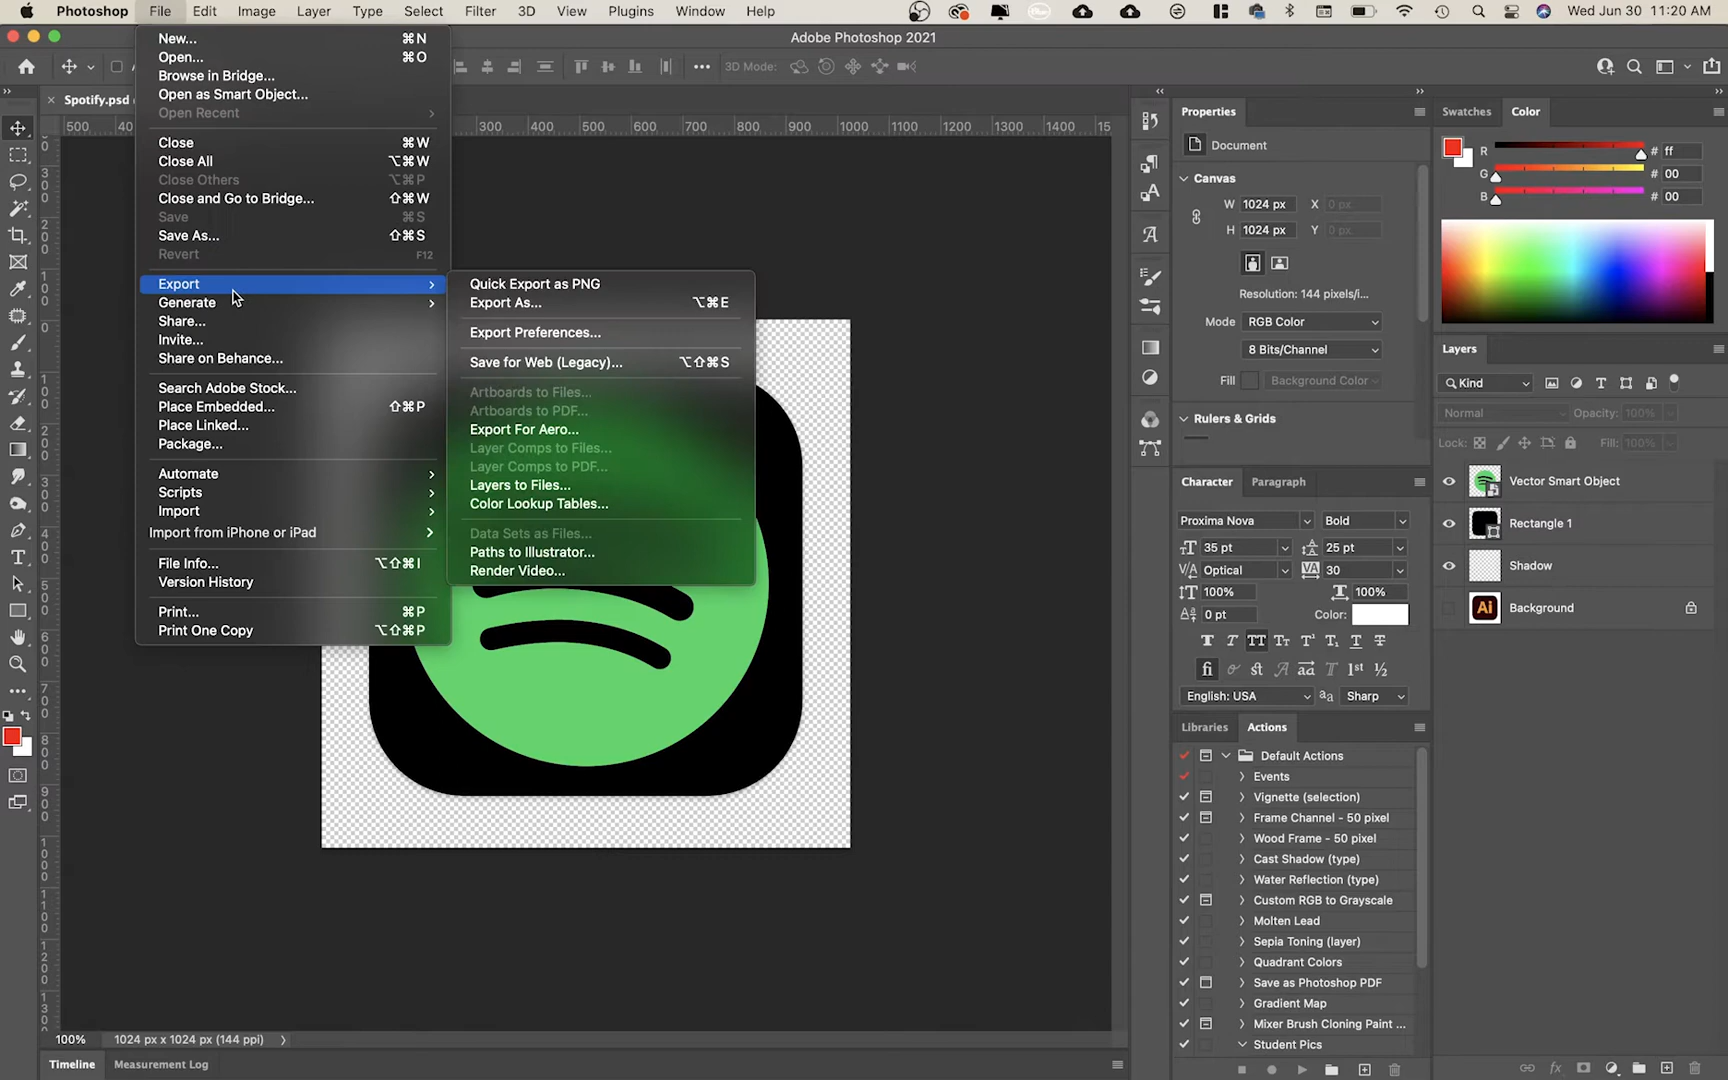 Photoshop File Edit Image Layer Type Select Filter 3D View Plugins Window Help Wed Jun 30 11:20 AM
Adobe Photoshop 2021
3D Mode:
Spotify.psd
500 300 400 500 600 700 800 900 1000 1100 1200 1300 1400
New... ⌘N
Open... ⌘O
Browse in Bridge...
Open as Smart Object...
Open Recent
Close ⌘W
Close All ⌥⌘W
Close Others ⌥⌘P
Close and Go to Bridge... ⇧⌘W
Save ⌘S
Save As... ⇧⌘S
Revert F12
Export
Generate
Share...
Invite...
Share on Behance...
Search Adobe Stock...
Place Embedded... ⇧⌘P
Place Linked...
Package...
Automate
Scripts
Import
Import from iPhone or iPad
File Info... ⌥⇧⌘I
Version History
Print... ⌘P
Print One Copy ⌥⇧⌘P
Quick Export as PNG
Export As... ⌥⌘E
Export Preferences...
Save for Web (Legacy)... ⌥⇧⌘S
Artboards to Files...
Artboards to PDF...
Export For Aero...
Layer Comps to Files...
Layer Comps to PDF...
Layers to Files...
Color Lookup Tables...
Data Sets as Files...
Paths to Illustrator...
Render Video...
Properties
Document
Canvas
W 1024 px X 0 px
H 1024 px Y 0 px
Resolution: 144 pixels/i...
Mode RGB Color
8 Bits/Channel
Fill Background Color
Rulers & Grids
Character Paragraph
Proxima Nova Bold
35 pt 25 pt
Optical 30
100% 100%
0 pt Color:
English: USA Sharp
Libraries Actions
Default Actions
Events
Vignette (selection)
Frame Channel - 50 pixel
Wood Frame - 50 pixel
Cast Shadow (type)
Water Reflection (type)
Custom RGB to Grayscale
Molten Lead
Sepia Toning (layer)
Quadrant Colors
Save as Photoshop PDF
Gradient Map
Mixer Brush Cloning Paint ...
Student Pics
Swatches Color
R # ff
G # 00
B # 00
Layers
Kind
Normal Opacity: 100%
Lock: Fill: 100%
Vector Smart Object
Rectangle 1
Shadow
Ai Background
100% 1024 px x 1024 px (144 ppi)
Timeline Measurement Log